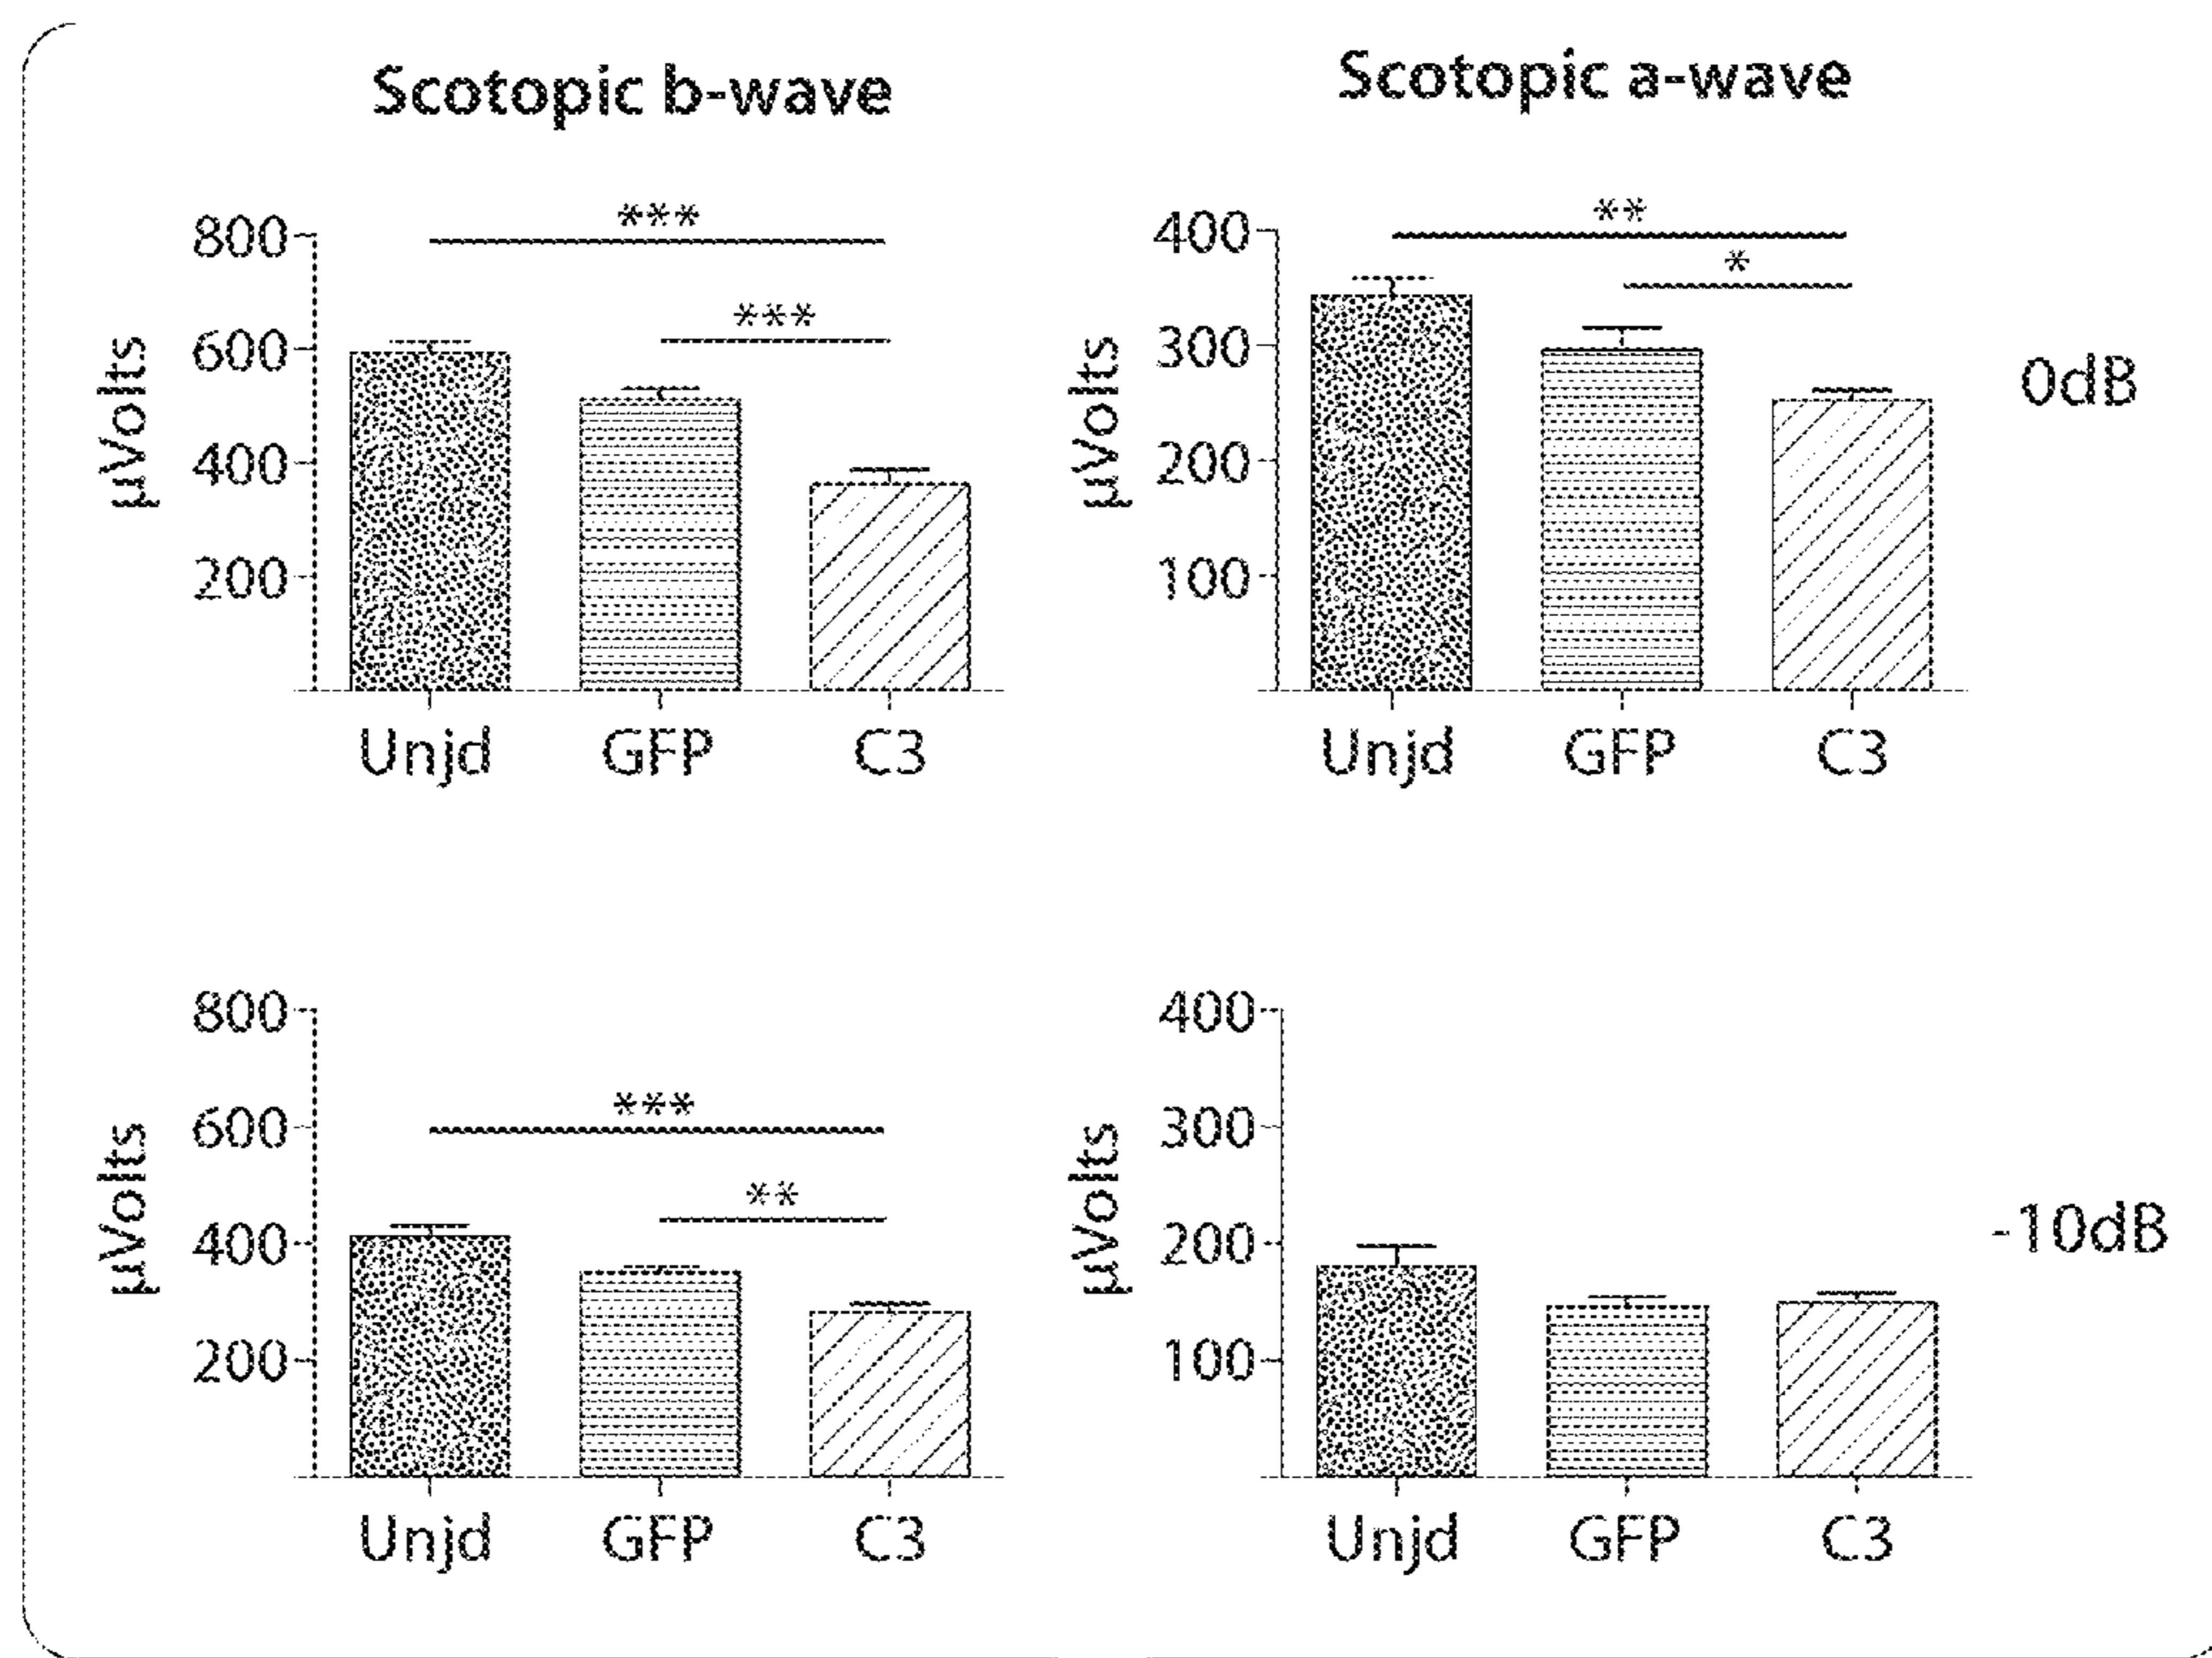 Scotopic b-wave
Scotopic a-wave
µVolts
800
600
400
200
***
***
Unjd GFP C3
µVolts
400
300
200
100
**
*
Unjd GFP C3
0dB
µVolts
800
600
400
200
***
**
Unjd GFP C3
µVolts
400
300
200
100
Unjd GFP C3
-10dB